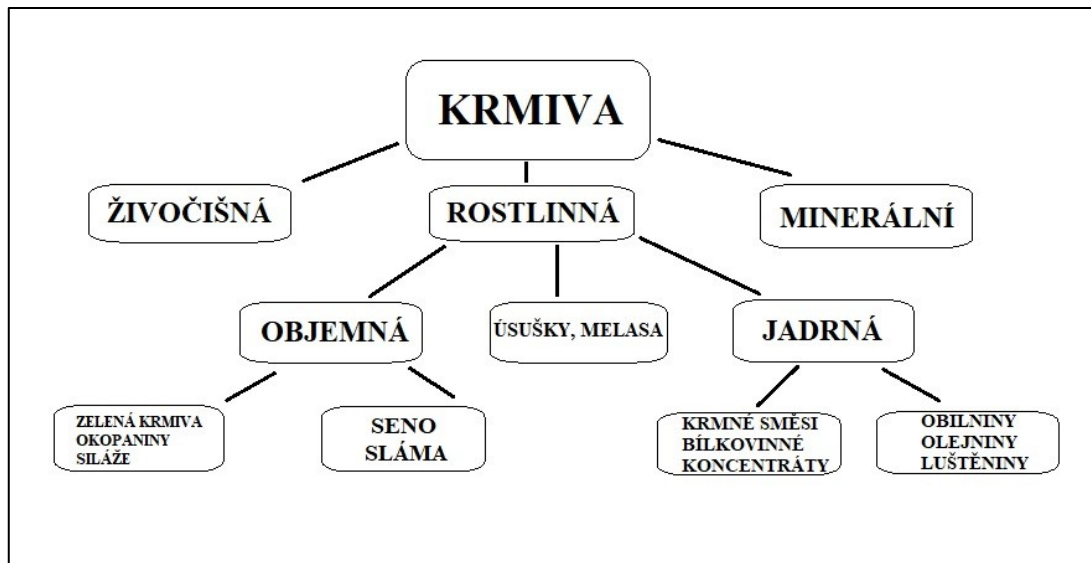 KRMIVA
ŽIVOČIŠNÁ
ROSTLINNÁ
MINERÁLNÍ
OBJEMNÁ
ÚSUŠKY, MELASA
JADRNÁ
ZELENÁ KRMIVA
OKOPANINY
SILÁŽE
SENO
SLÁMA
KRMNÉ SMĚSI
BÍLKOVINNÉ
KONCENTRÁTY
OBILNINY
OLEJNINY
LUŠTĚNINY